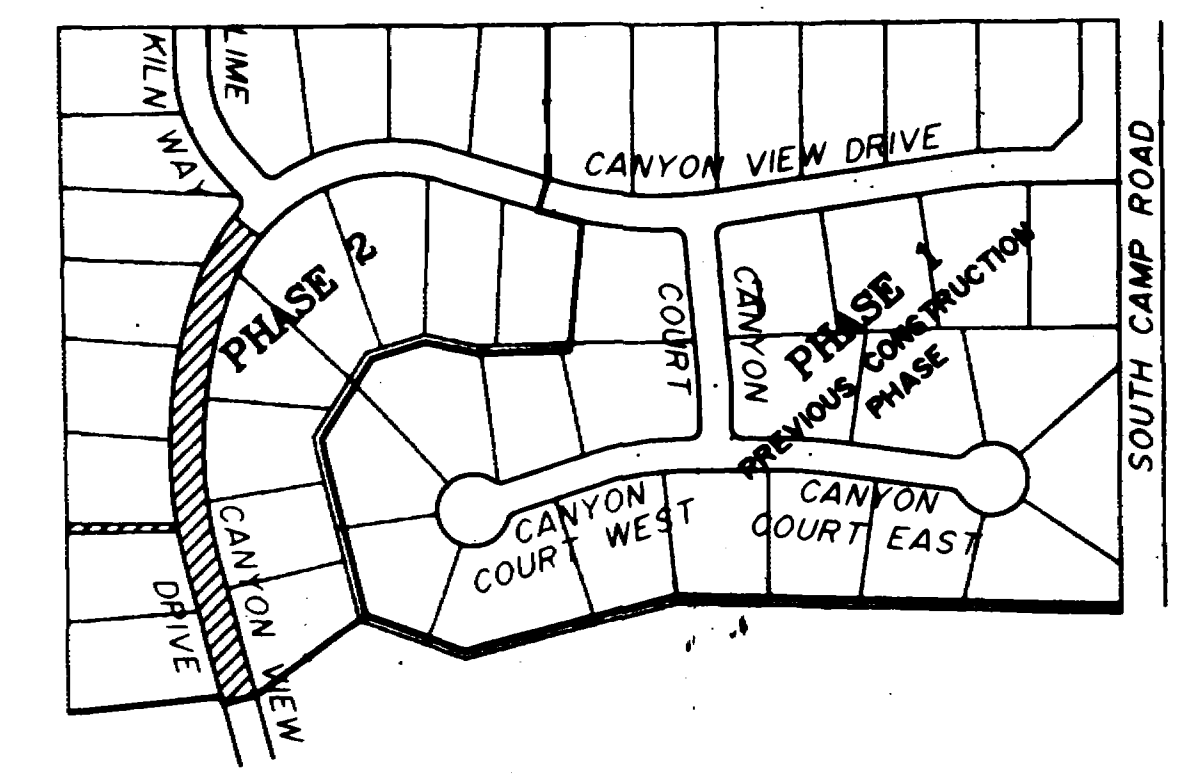 LIME
KILN
WAY
CANYON VIEW DRIVE
SOUTH CAMP ROAD
PHASE 2
PHASE 1
PREVIOUS CONSTRUCTION
PHASE
COURT
CANYON
CANYON
COURT WEST
CANYON
COURT EAST
CANYON VIEW
DRIVE